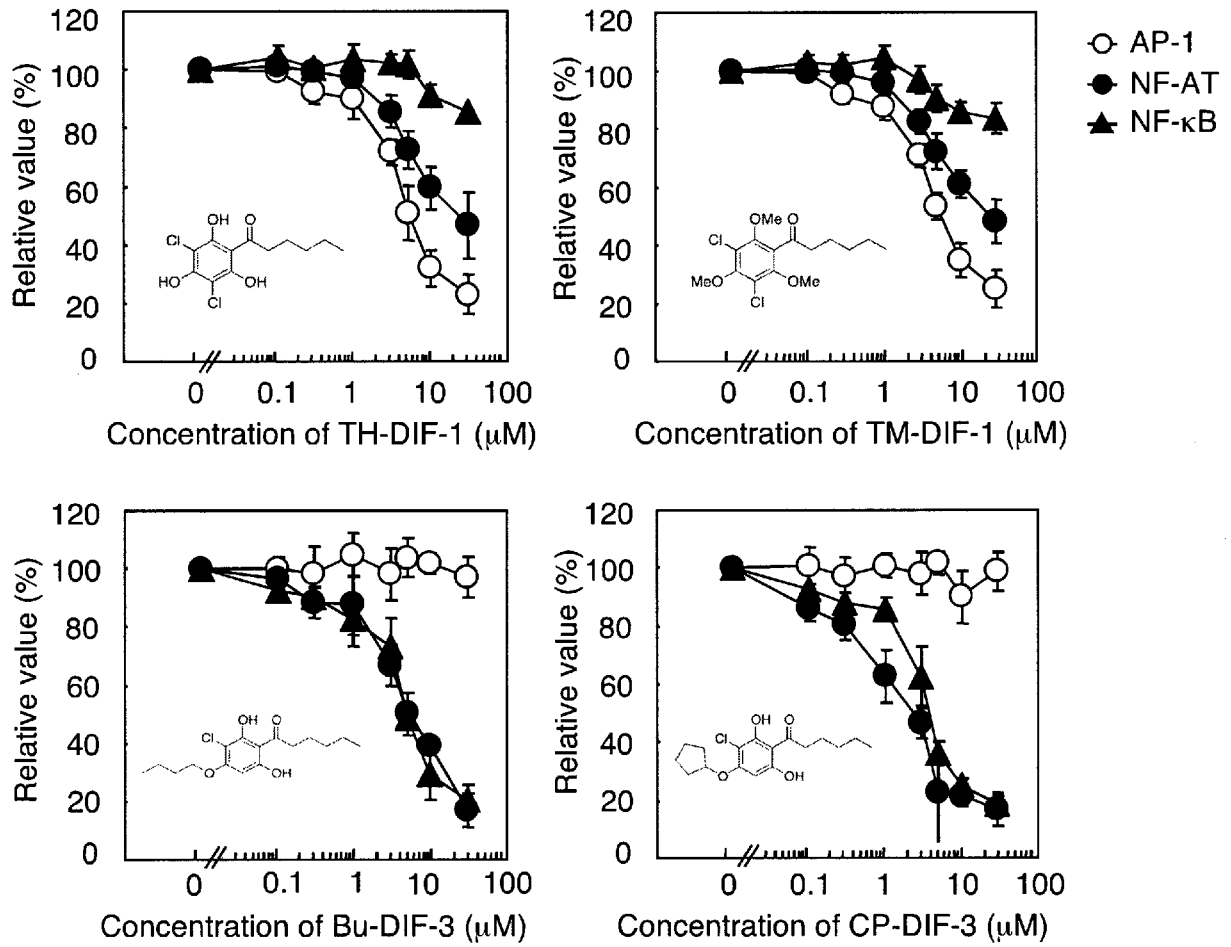 120
100
80
60
40
20
0
Relative value (%)
OH
O
Cl
HO
OH
Cl
0 0.1 1 10 100
Concentration of TH-DIF-1 (μM)
120
100
80
60
40
20
0
Relative value (%)
OMe
O
Cl
MeO
OMe
Cl
0 0.1 1 10 100
Concentration of TM-DIF-1 (μM)
AP-1
NF-AT
NF-κB
120
100
80
60
40
20
0
Relative value (%)
OH
O
Cl
O
OH
0 0.1 1 10 100
Concentration of Bu-DIF-3 (μM)
120
100
80
60
40
20
0
Relative value (%)
OH
O
Cl
O
OH
0 0.1 1 10 100
Concentration of CP-DIF-3 (μM)